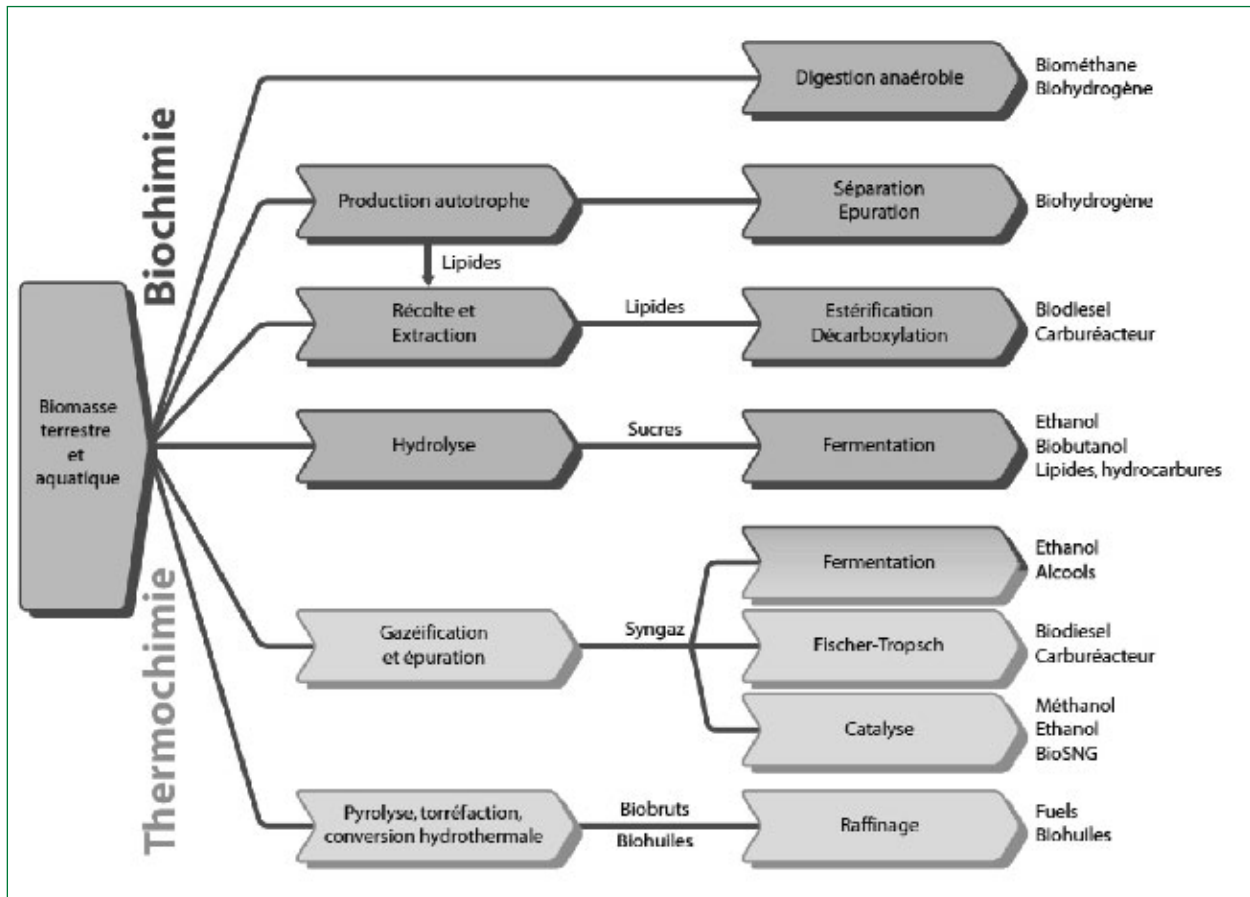 Biochimie
Thermochimie
Biomasse
terrestre
et
aquatique
Digestion anaérobie
Biométhane
Biohydrogène
Production autotrophe
Séparation
Epuration
Biohydrogène
Lipides
Récolte et
Extraction
Lipides
Estérification
Décarboxylation
Biodiesel
Carburéacteur
Hydrolyse
Sucres
Fermentation
Ethanol
Biobutanol
Lipides, hydrocarbures
Gazéification
et épuration
Syngaz
Fermentation
Ethanol
Alcools
Fischer-Tropsch
Biodiesel
Carburéacteur
Catalyse
Méthanol
Ethanol
BioSNG
Pyrolyse, torréfaction,
conversion hydrothermale
Biobruts
Biohuiles
Raffinage
Fuels
Biohuiles